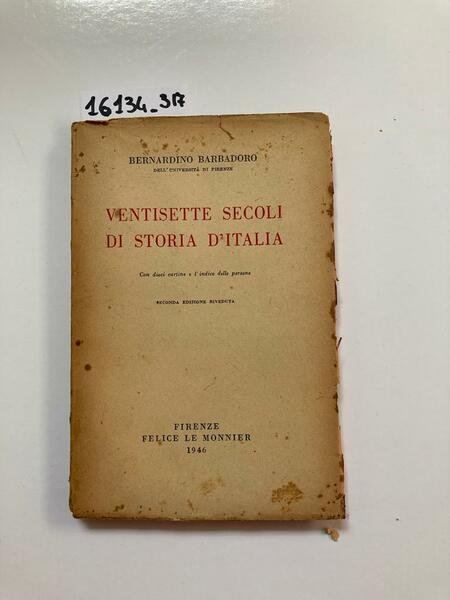 16134_317
BERNARDINO BARBADORO
DELL'UNIVERSITÀ DI FIRENZE
VENTISETTE SECOLI
DI STORIA D'ITALIA
Con dieci cartine e l'indice delle persone
SECONDA EDIZIONE RIVEDUTA
FIRENZE
FELICE LE MONNIER
1946